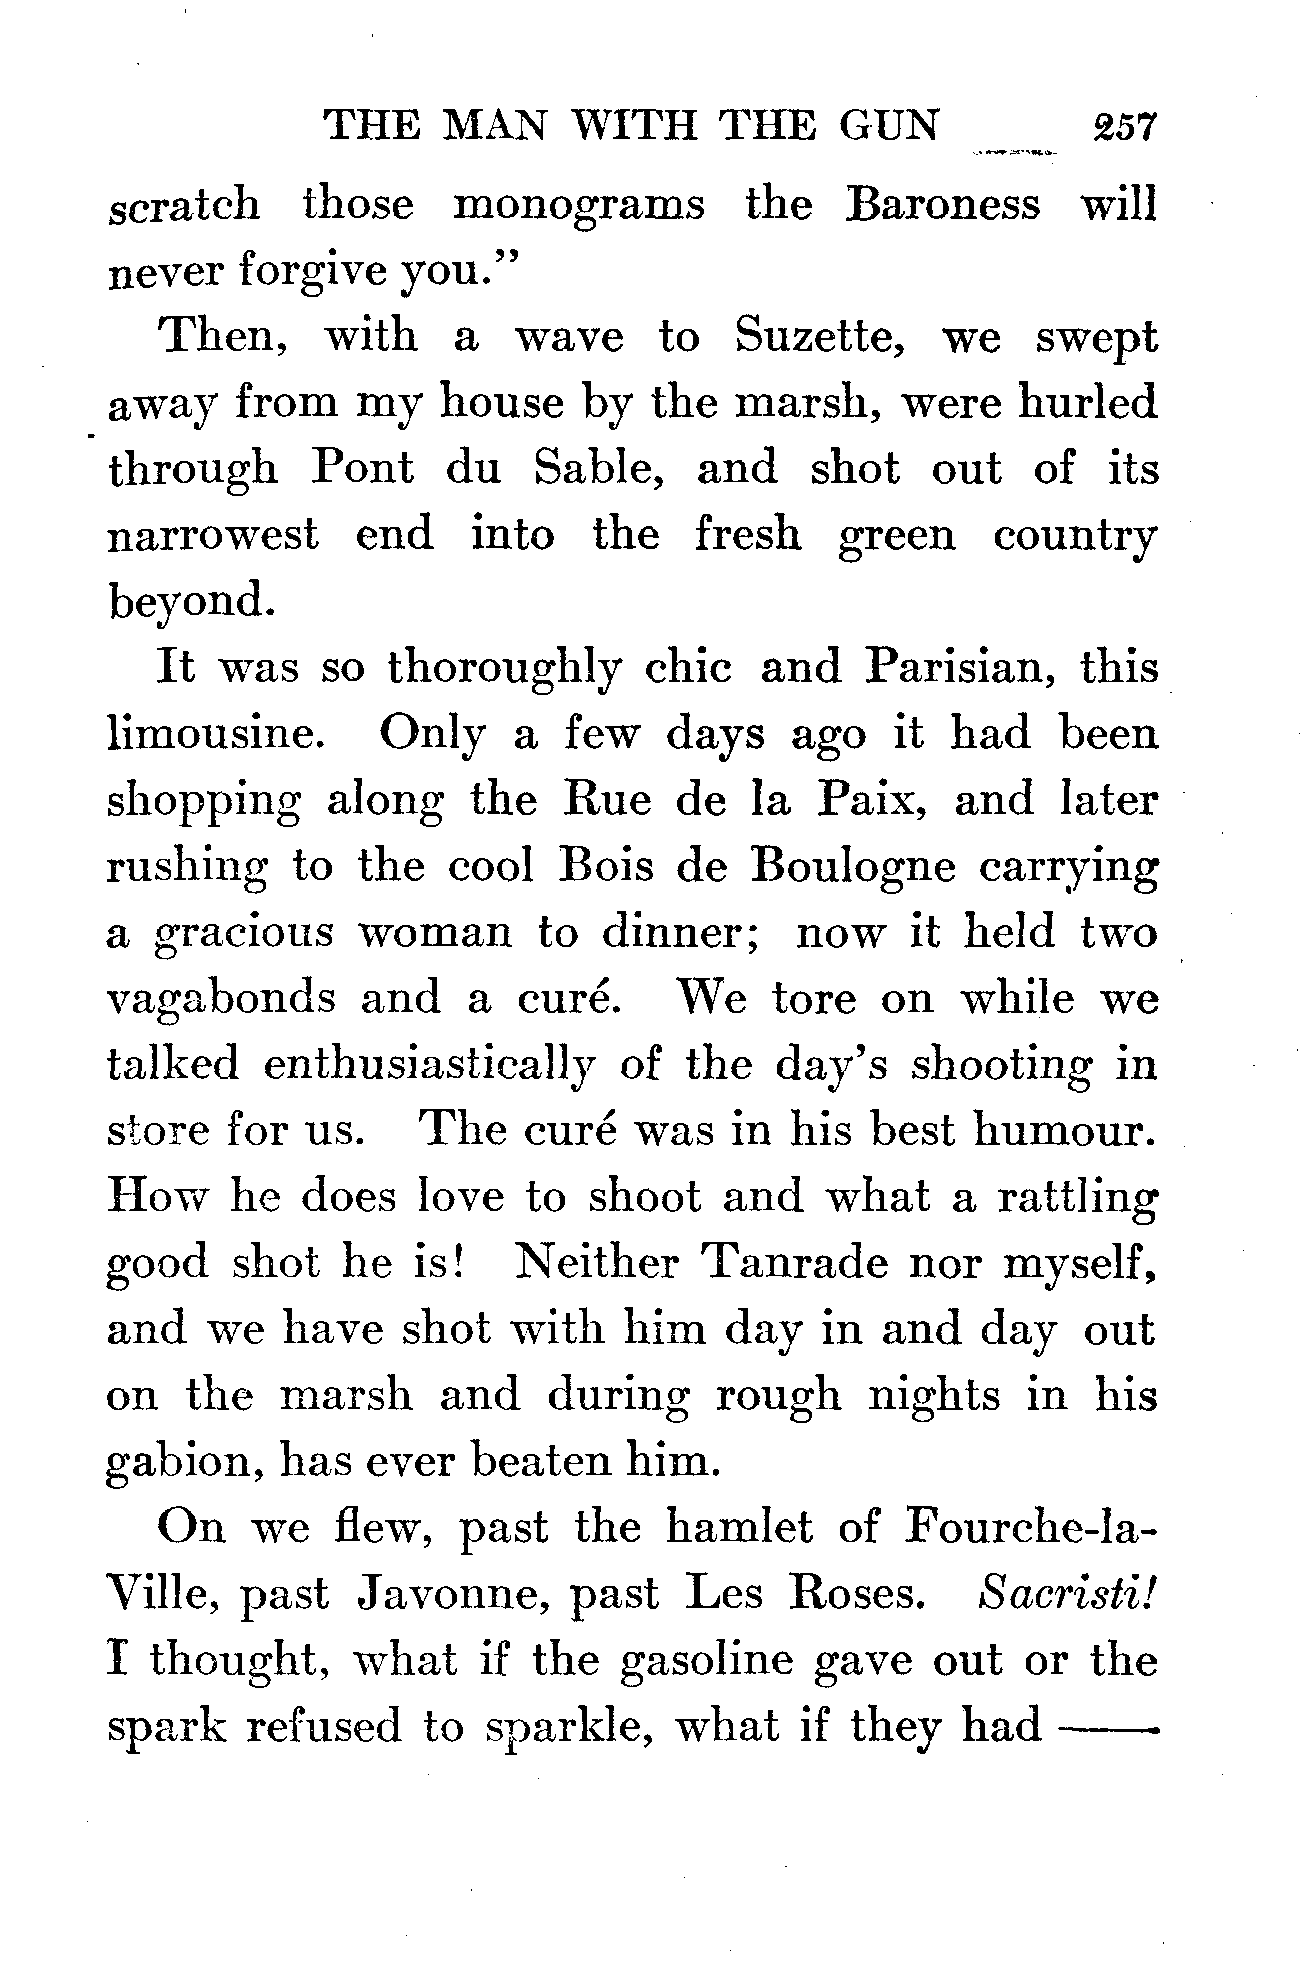 THE MAN WITH THE GUN 257
scratch those monograms the Baroness will
never forgive you.”
Then, with a wave to Suzette, we swept
away from my house by the marsh, were hurled
through Pont du Sable, and shot out of its
narrowest end into the fresh green country
beyond.
It was so thoroughly chic and Parisian, this
limousine. Only a few days ago it had been
shopping along the Rue de la Paix, and later
rushing to the cool Bois de Boulogne carrying
a gracious woman to dinner; now it held two
vagabonds and a curé. We tore on while we
talked enthusiastically of the day’s shooting in
store for us. The curé was in his best humour.
How he does love to shoot and what a rattling
good shot he is! Neither Tanrade nor myself,
and we have shot with him day in and day out
on the marsh and during rough nights in his
gabion, has ever beaten him.
On we flew, past the hamlet of Fourche-la-
Ville, past Javonne, past Les Roses. Sacristi!
I thought, what if the gasoline gave out or the
spark refused to sparkle, what if they had ——